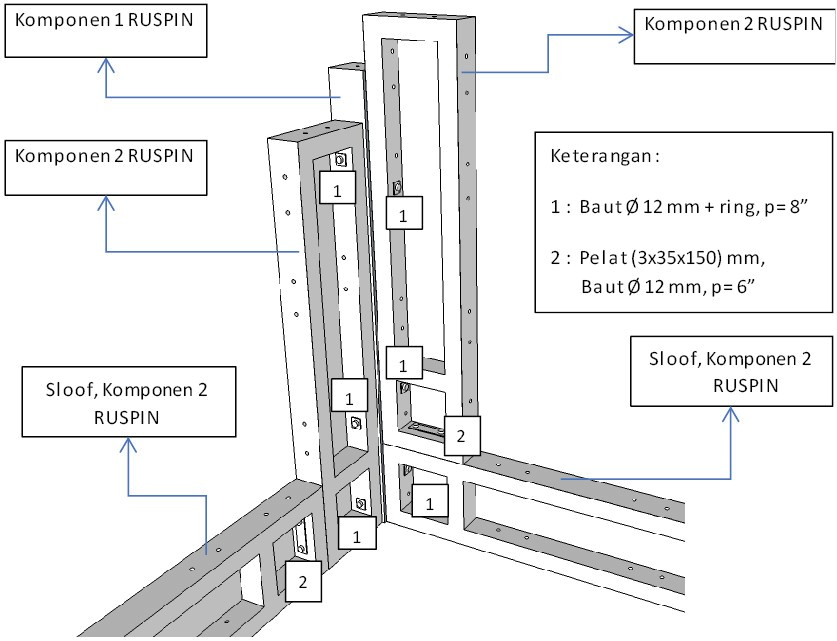 Komponen 1 RUSPIN
Komponen 2 RUSPIN
Komponen 2 RUSPIN
Keterangan :
1 : Baut Ø 12 mm + ring, p= 8”
2 : Pelat (3x35x150) mm,
Baut Ø 12 mm, p= 6”
Sloof, Komponen 2
RUSPIN
Sloof, Komponen 2
RUSPIN
1
1
1
1
2
1
1
2